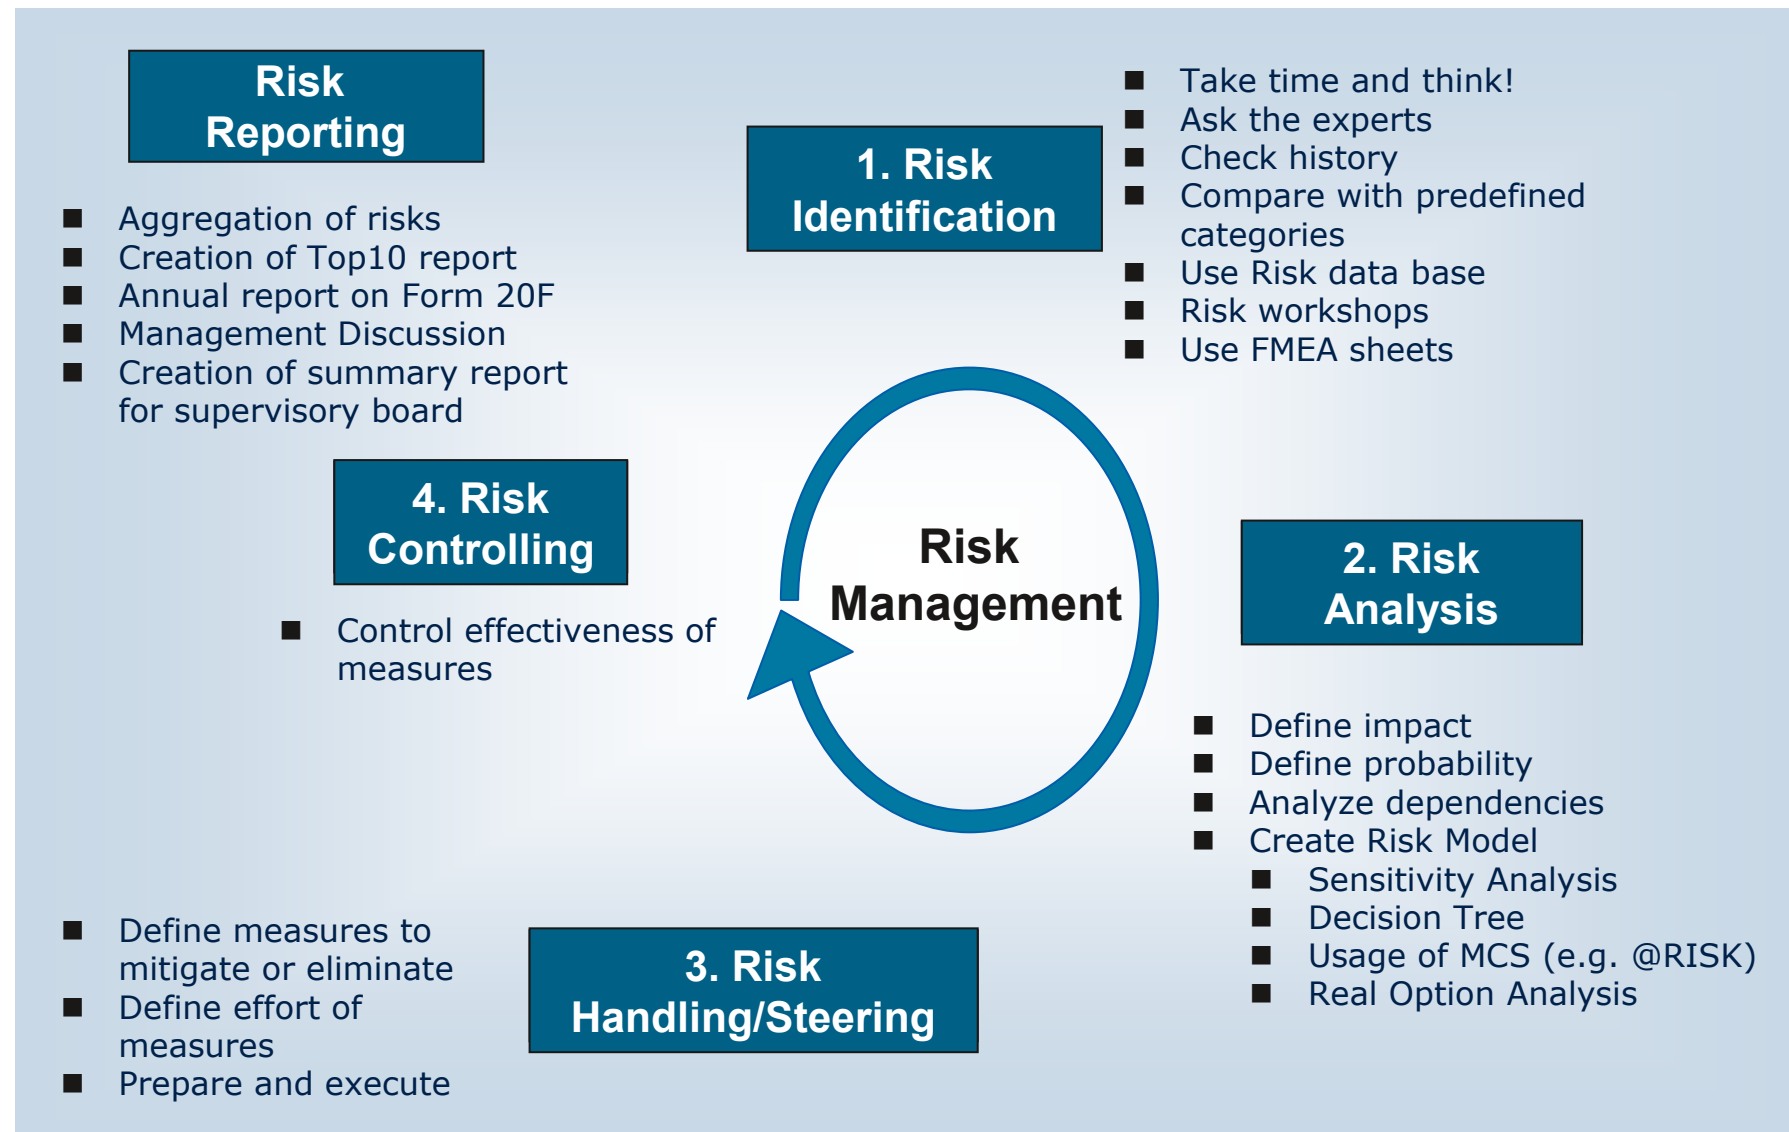 Risk
Reporting
■ Aggregation of risks
■ Creation of Top10 report
■ Annual report on Form 20F
■ Management Discussion
■ Creation of summary report
for supervisory board
1. Risk
Identification
■ Take time and think!
■ Ask the experts
■ Check history
■ Compare with predefined
categories
■ Use Risk data base
■ Risk workshops
■ Use FMEA sheets
4. Risk
Controlling
■ Control effectiveness of
measures
Risk
Management
2. Risk
Analysis
■ Define impact
■ Define probability
■ Analyze dependencies
■ Create Risk Model
■ Sensitivity Analysis
■ Decision Tree
■ Usage of MCS (e.g. @RISK)
■ Real Option Analysis
■ Define measures to
mitigate or eliminate
■ Define effort of
measures
■ Prepare and execute
3. Risk
Handling/Steering